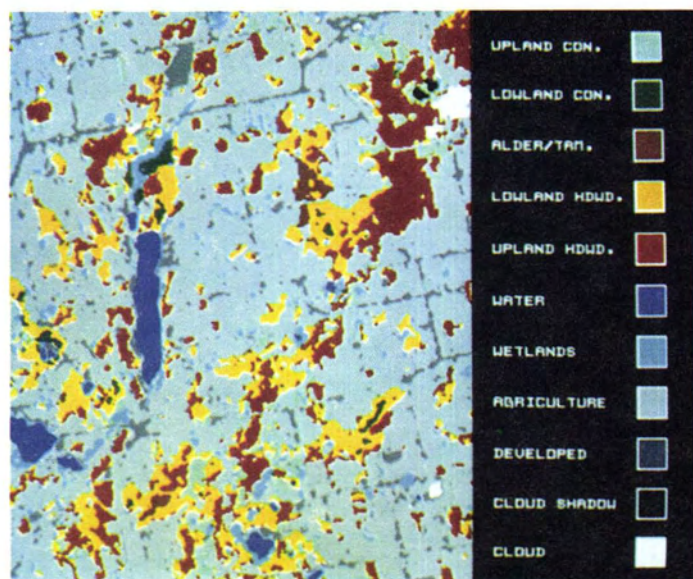 UPLAND CON.
LOWLAND CON.
ALDER/TAM.
LOWLAND HDWD.
UPLAND HDWD.
WATER
WETLANDS
AGRICULTURE
DEVELOPED
CLOUD SHADOW
CLOUD